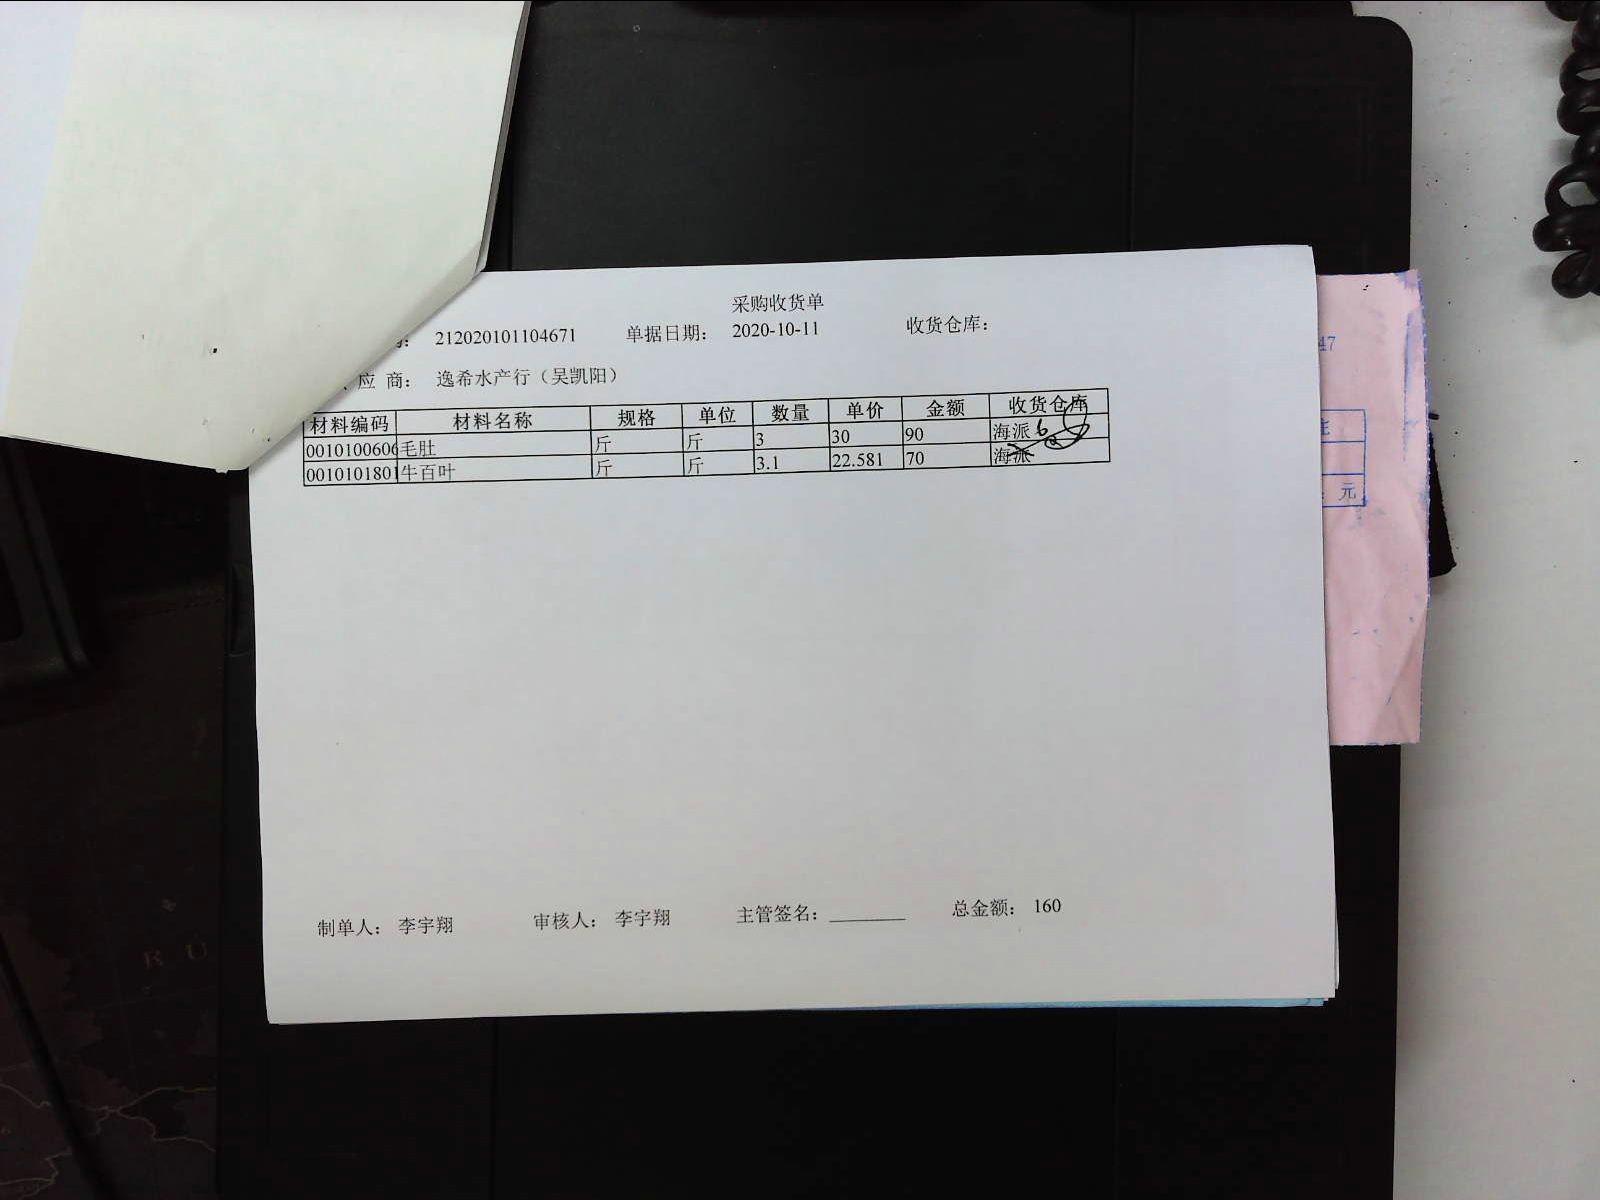 采购收货单
212020101104671 单据日期: 2020-10-11 收货仓库:
应 商: 逸希水产行（吴凯阳）
材料编码 材料名称 规格 单位 数量 单价 金额 收货仓库
0010100606 毛肚 斤 斤 3 30 90 海派
0010101801 牛百叶 斤 斤 3.1 22.581 70 海派
制单人: 李宇翔 审核人: 李宇翔 主管签名: 总金额: 160
47
元